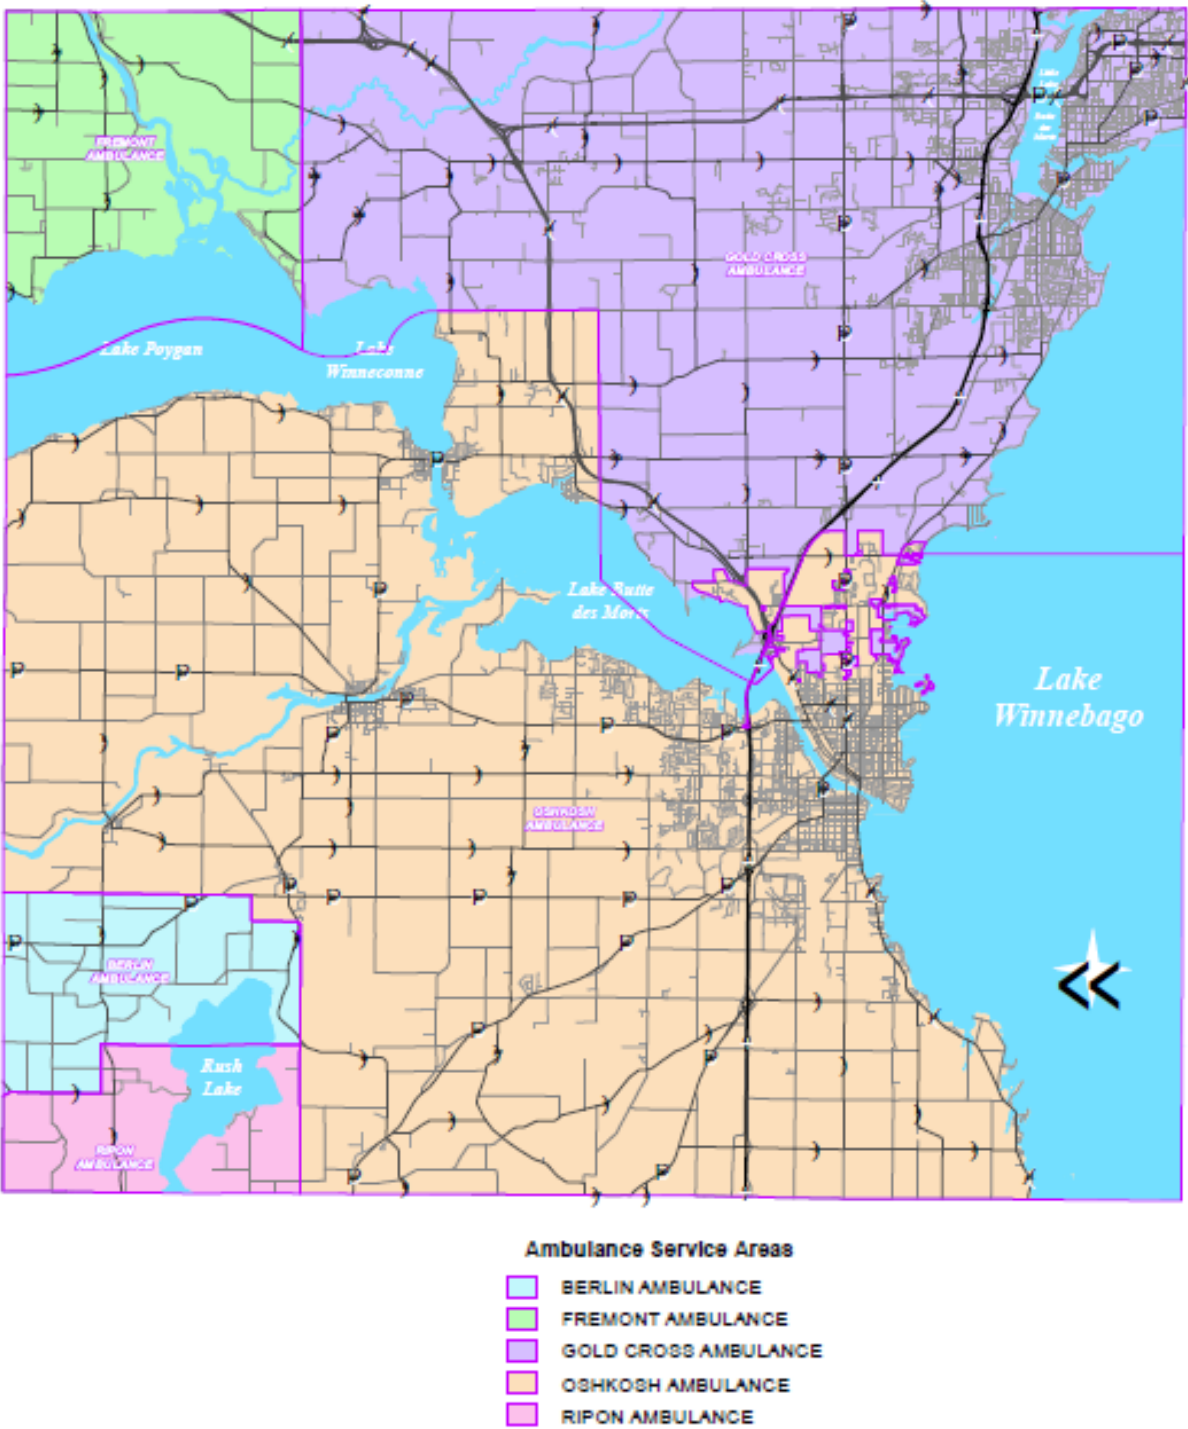 FREMONT
AMBULANCE
GOLD CROSS
AMBULANCE
Lake Poygan
Lake
Winneconne
Lake Butte
des Morts
Lake
Winnebago
OSHKOSH
AMBULANCE
BERLIN
AMBULANCE
Rush
Lake
RIPON
AMBULANCE
Ambulance Service Areas
BERLIN AMBULANCE
FREMONT AMBULANCE
GOLD CROSS AMBULANCE
OSHKOSH AMBULANCE
RIPON AMBULANCE